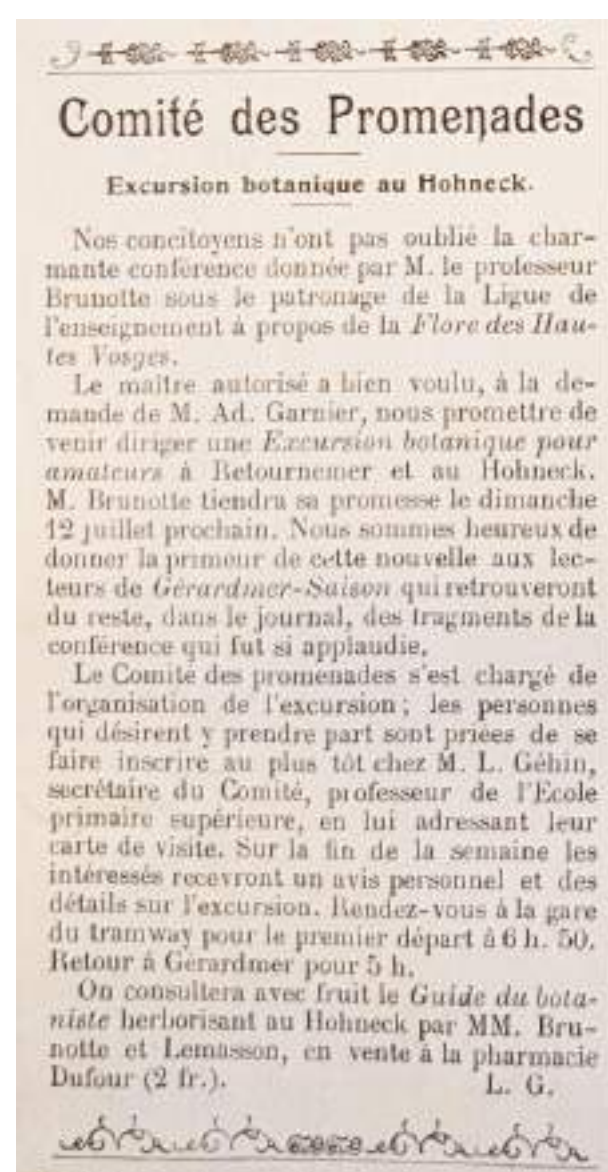 Comité des Promenades
Excursion botanique au Hohneck.
Nos concitoyens n'ont pas oublié la char-
mante conférence donnée par M. le professeur
Brunotte sous le patronage de la Ligue de
l'enseignement à propos de la Flore des Hau-
tes Vosges.
Le maître autorisé a bien voulu, à la de-
mande de M. Ad. Garnier, nous promettre de
venir diriger une Excursion botanique pour
amateurs à Retournemer et au Hohneck.
M. Brunotte tiendra sa promesse le dimanche
12 juillet prochain. Nous sommes heureux de
donner la primeur de cette nouvelle aux lec-
teurs de Gérardmer-Saison qui retrouveront
du reste, dans le journal, des fragments de la
conférence qui fut si applaudie.
Le Comité des promenades s'est chargé de
l'organisation de l'excursion ; les personnes
qui désirent y prendre part sont priées de se
faire inscrire au plus tôt chez M. L. Géhin,
secrétaire du Comité, professeur de l'Ecole
primaire supérieure, en lui adressant leur
carte de visite. Sur la fin de la semaine les
intéressés recevront un avis personnel et des
détails sur l'excursion. Rendez-vous à la gare
du tramway pour le premier départ à 6 h. 50.
Retour à Gérardmer pour 5 h.
On consultera avec fruit le Guide du bota-
niste herborisant au Hohneck par MM. Bru-
notte et Lemasson, en vente à la pharmacie
Dufour (2 fr.). L. G.